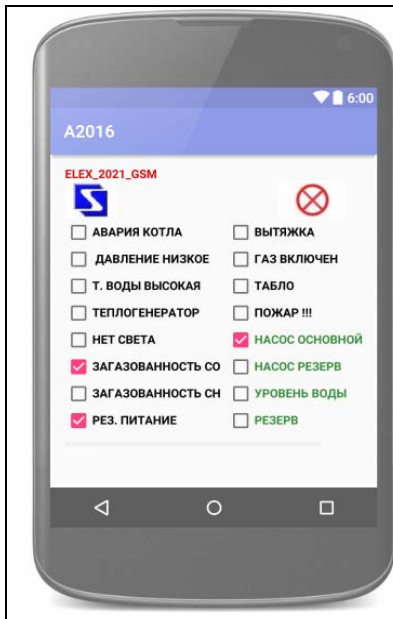 6:00
A2016
ELEX_2021_GSM
АВАРИЯ КОТЛА
ВЫТЯЖКА
ДАВЛЕНИЕ НИЗКОЕ
ГАЗ ВКЛЮЧЕН
Т. ВОДЫ ВЫСОКАЯ
ТАБЛО
ТЕПЛОГЕНЕРАТОР
ПОЖАР !!!
НЕТ СВЕТА
НАСОС ОСНОВНОЙ
ЗАГАЗОВАННОСТЬ СО
НАСОС РЕЗЕРВ
ЗАГАЗОВАННОСТЬ СН
УРОВЕНЬ ВОДЫ
РЕЗ. ПИТАНИЕ
РЕЗЕРВ